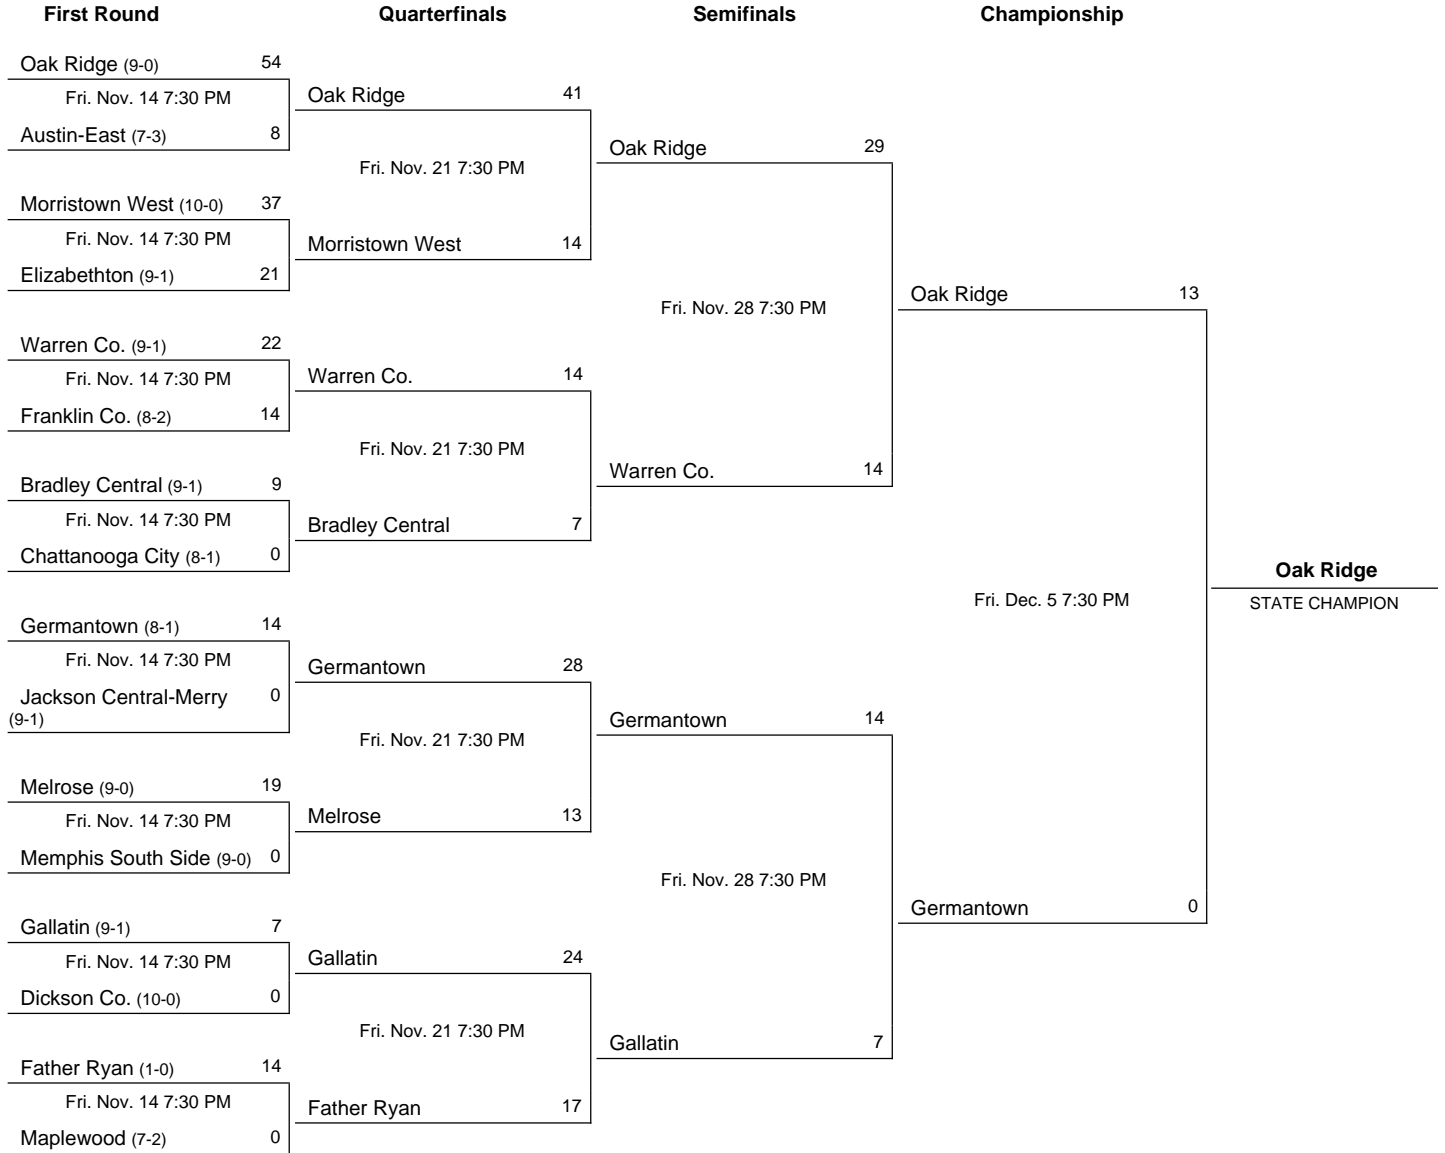 First Round Quarterfinals Semifinals Championship
Oak Ridge (9-0) 54
Fri. Nov. 14 7:30 PM
Austin-East (7-3) 8
Morristown West (10-0) 37
Fri. Nov. 14 7:30 PM
Elizabethton (9-1) 21
Warren Co. (9-1) 22
Fri. Nov. 14 7:30 PM
Franklin Co. (8-2) 14
Bradley Central (9-1) 9
Fri. Nov. 14 7:30 PM
Chattanooga City (8-1) 0
Germantown (8-1) 14
Fri. Nov. 14 7:30 PM
Jackson Central-Merry 0
(9-1)
Melrose (9-0) 19
Fri. Nov. 14 7:30 PM
Memphis South Side (9-0) 0
Gallatin (9-1) 7
Fri. Nov. 14 7:30 PM
Dickson Co. (10-0) 0
Father Ryan (1-0) 14
Fri. Nov. 14 7:30 PM
Maplewood (7-2) 0
Oak Ridge 41
Fri. Nov. 21 7:30 PM
Morristown West 14
Warren Co. 14
Fri. Nov. 21 7:30 PM
Bradley Central 7
Germantown 28
Fri. Nov. 21 7:30 PM
Melrose 13
Gallatin 24
Fri. Nov. 21 7:30 PM
Father Ryan 17
Oak Ridge 29
Fri. Nov. 28 7:30 PM
Warren Co. 14
Germantown 14
Fri. Nov. 28 7:30 PM
Gallatin 7
Oak Ridge 13
Fri. Dec. 5 7:30 PM
Germantown 0
Oak Ridge
STATE CHAMPION